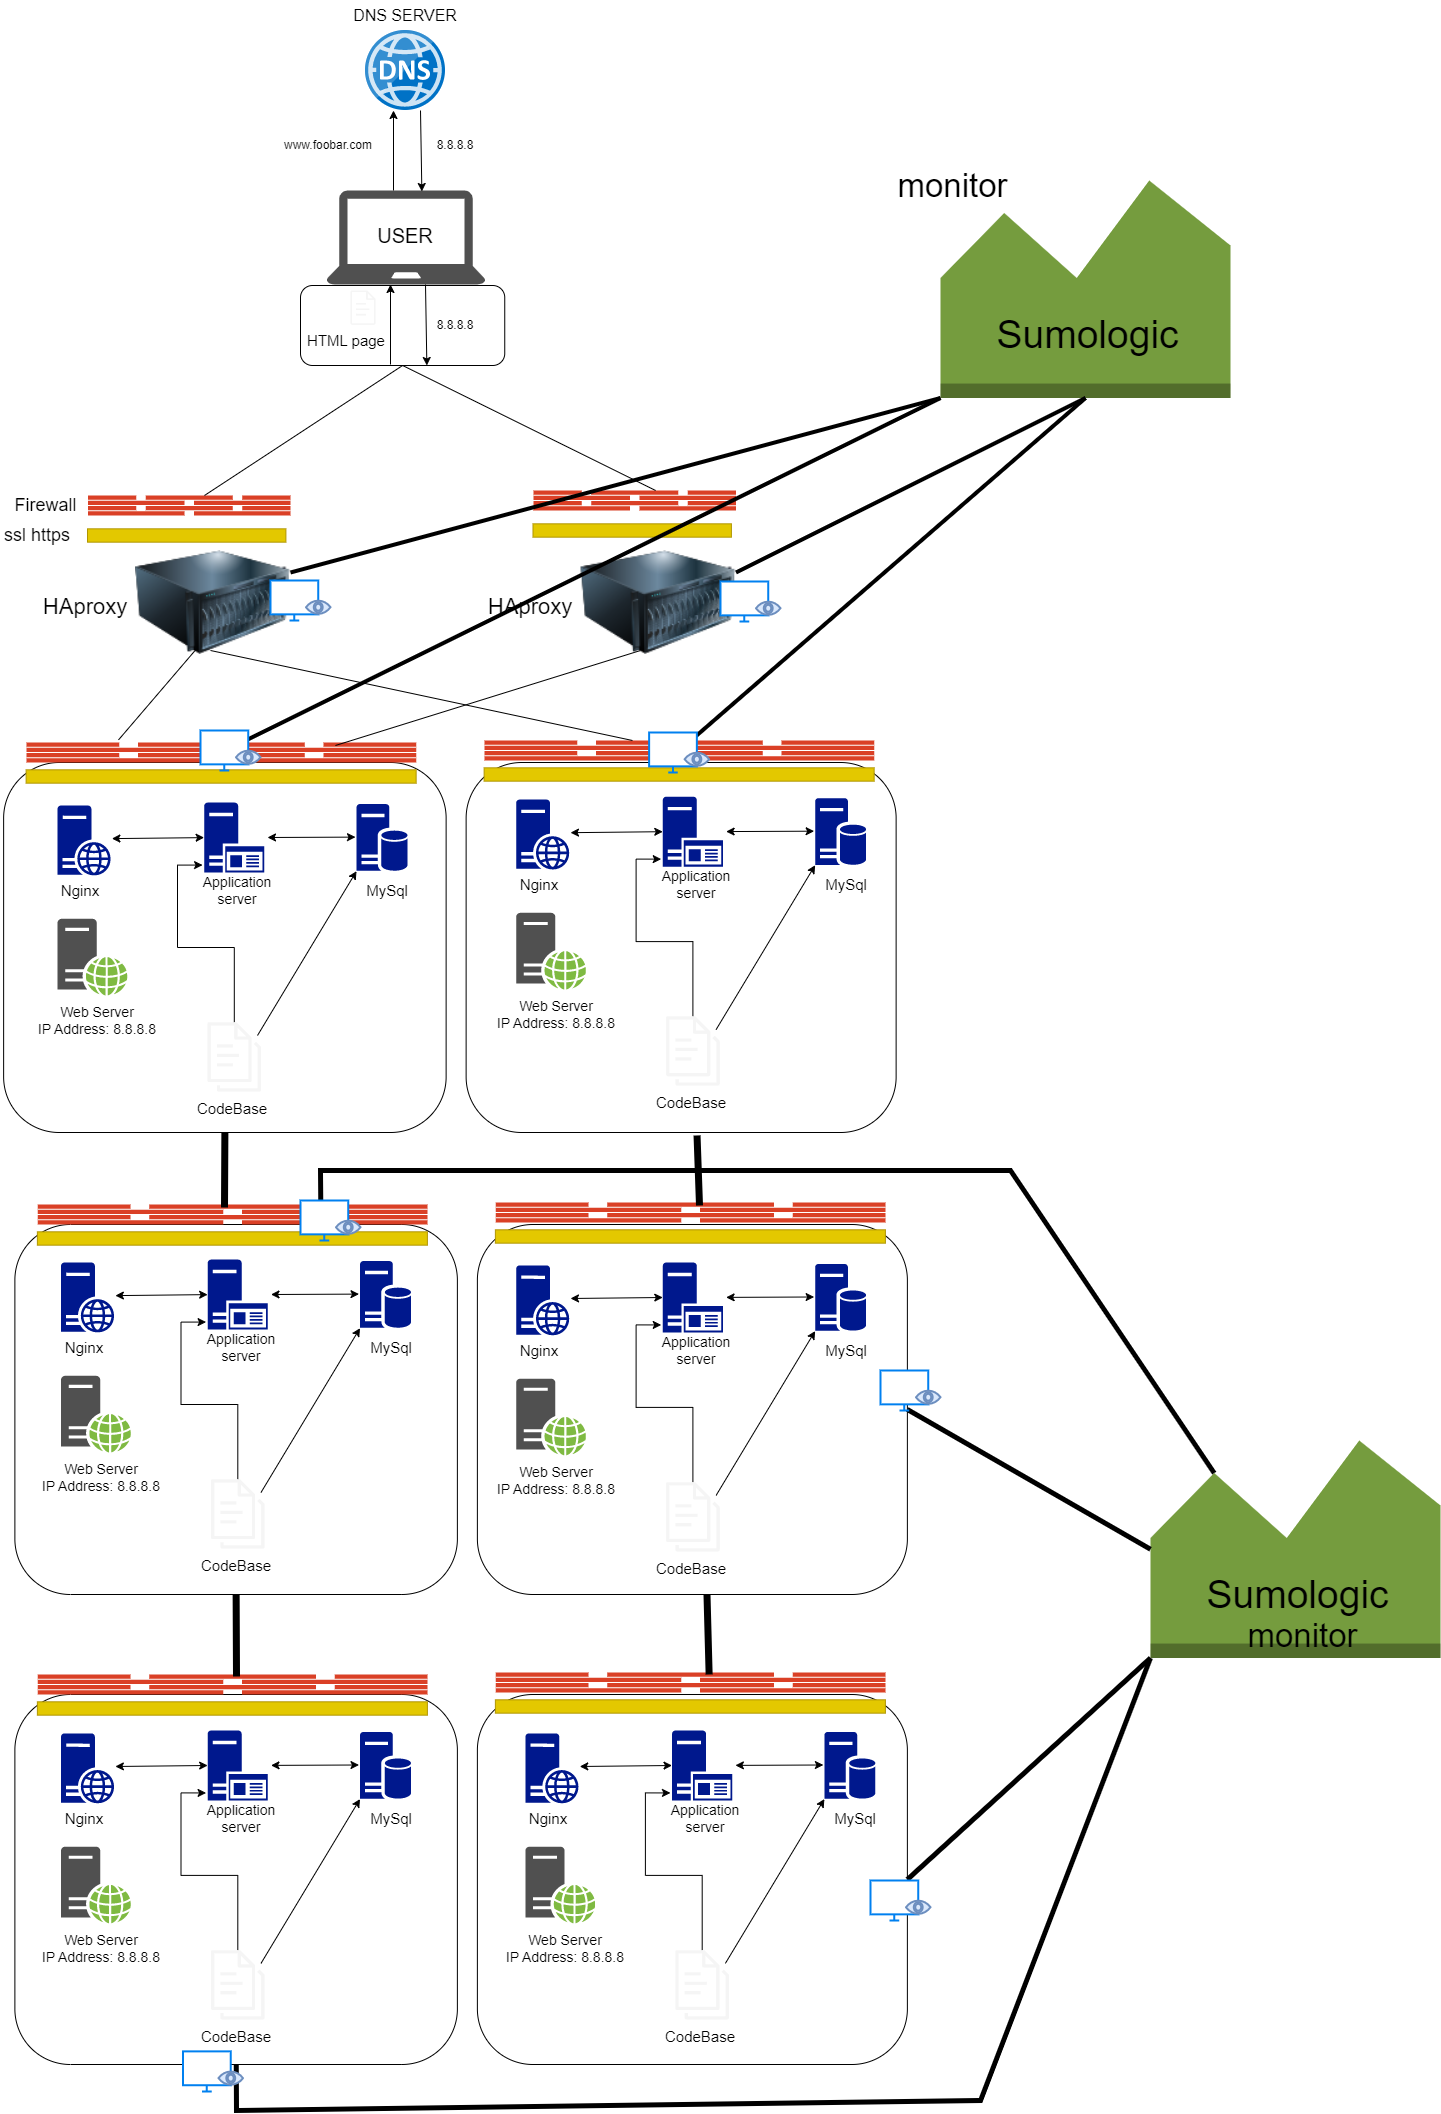 DNS SERVER
DNS
www.foobar.com
8.8.8.8
monitor
USER
8.8.8.8
HTML page
Sumologic
Firewall
ssl https
HAproxy
HAproxy
Nginx
Application
server
MySql
Web Server
IP Address: 8.8.8.8
CodeBase
Nginx
Application
server
MySql
Web Server
IP Address: 8.8.8.8
CodeBase
Nginx
Application
server
MySql
Web Server
IP Address: 8.8.8.8
CodeBase
Nginx
Application
server
MySql
Web Server
IP Address: 8.8.8.8
CodeBase
Sumologic
monitor
Nginx
Application
server
MySql
Web Server
IP Address: 8.8.8.8
CodeBase
Nginx
Application
server
MySql
Web Server
IP Address: 8.8.8.8
CodeBase